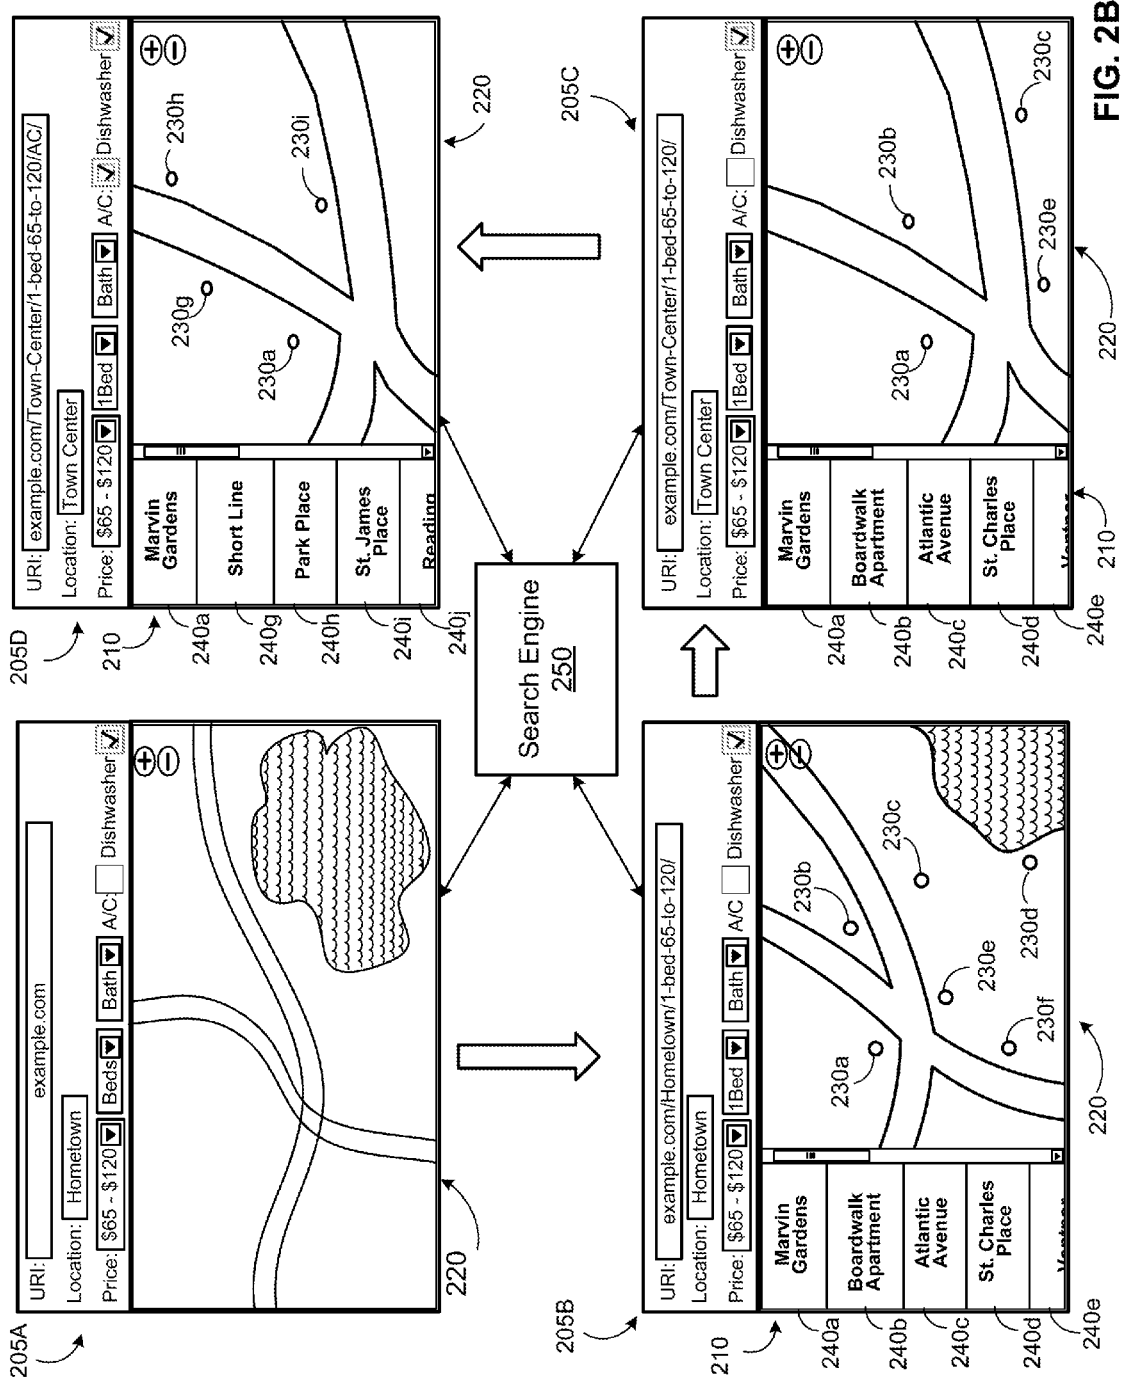 205A
URI: example.com
Location: Hometown
Price: $65 - $120 Beds Bath A/C: Dishwasher
220
205D
URI: example.com/Town-Center/1-bed-65-to-120/AC/
Location: Town Center
Price: $65 - $120 1Bed Bath A/C: Dishwasher
210
Marvin
Gardens
Short Line
Park Place
St. James
Place
Reading
240a
240g
240h
240i
240j
230a
230g
230h
230i
220
Search Engine
250
205B
URI: example.com/Hometown/1-bed-65-to-120/
Location: Hometown
Price: $65 - $120 1Bed Bath A/C Dishwasher
210
Marvin
Gardens
Boardwalk
Apartment
Atlantic
Avenue
St. Charles
Place
Ventnor
240a
240b
240c
240d
240e
230a
230b
230c
230e
230d
230f
220
205C
URI: example.com/Town-Center/1-bed-65-to-120/
Location: Town Center
Price: $65 - $120 1Bed Bath A/C: Dishwasher
Marvin
Gardens
Boardwalk
Apartment
Atlantic
Avenue
St. Charles
Place
Ventnor
240a
240b
240c
240d
240e
210
230a
230b
230e
230c
220
FIG. 2B